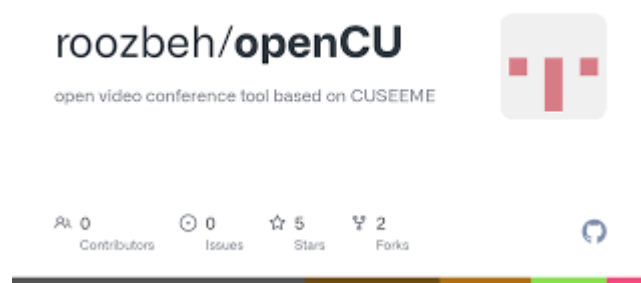 roozbeh/openCU
open video conference tool based on CUSEEME
0 0 5 2
Contributors Issues Stars Forks